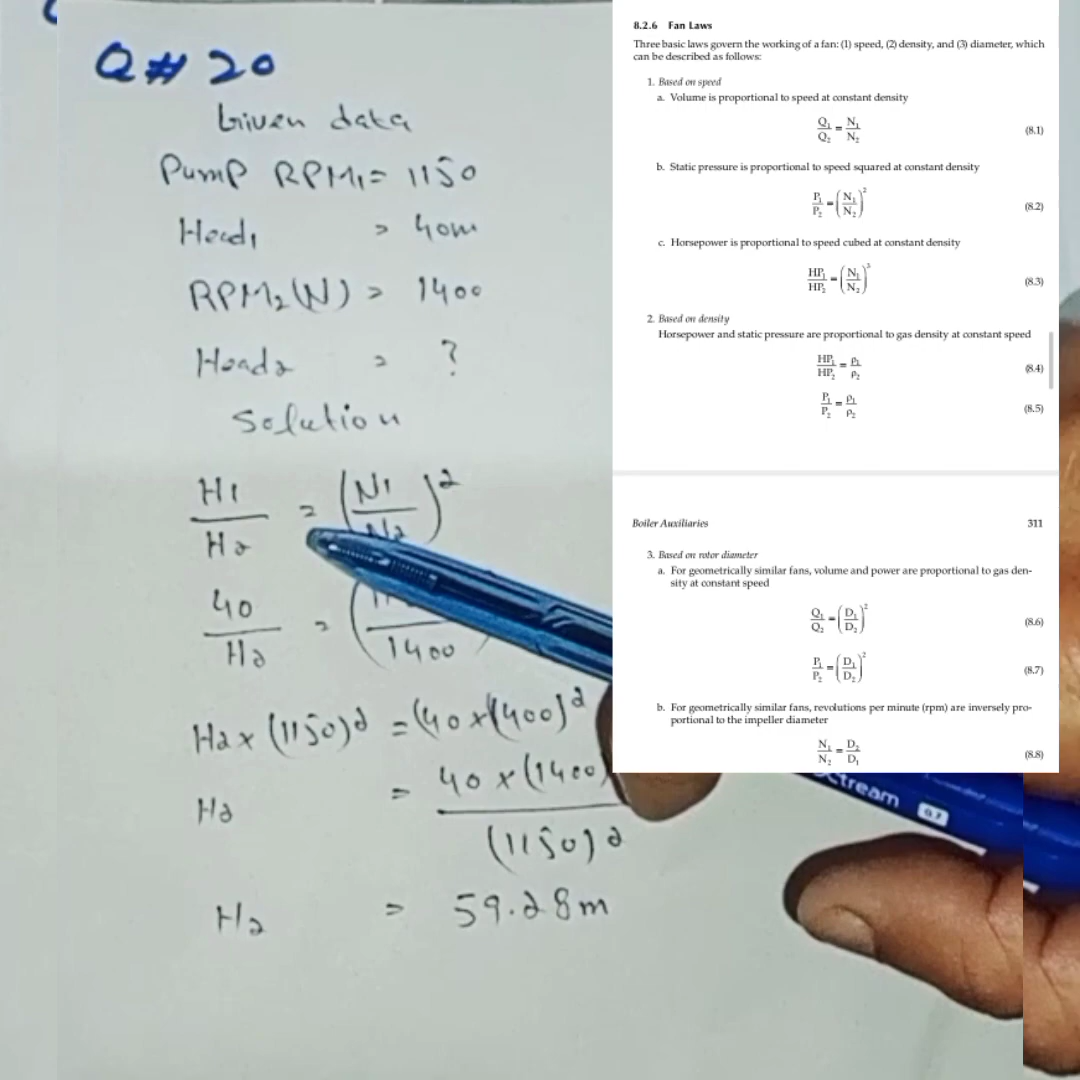 Q # 20
Given data
Pump RPM1 = 1150
Head1 = 40m
RPM2(N) = 1400
Head2 = ?
Solution
H1
H2
= (N1
N2)2
40
H2
=
1400
H2 x (1150)2 = (40 x (400)2
H2 = 40 x (1400)
(1150)2
H2 = 59.28m
8.2.6 Fan Laws
Three basic laws govern the working of a fan: (1) speed, (2) density, and (3) diameter, which
can be described as follows:
1. Based on speed
a. Volume is proportional to speed at constant density
Q1/Q2 = N1/N2 (8.1)
b. Static pressure is proportional to speed squared at constant density
P1/P2 = (N1/N2)2 (8.2)
c. Horsepower is proportional to speed cubed at constant density
HP1/HP2 = (N1/N2)3 (8.3)
2. Based on density
Horsepower and static pressure are proportional to gas density at constant speed
HP1/HP2 = ρ1/ρ2 (8.4)
P1/P2 = ρ1/ρ2 (8.5)
Boiler Auxiliaries 311
3. Based on rotor diameter
a. For geometrically similar fans, volume and power are proportional to gas den-
sity at constant speed
Q1/Q2 = (D1/D2)2 (8.6)
P1/P2 = (D1/D2)2 (8.7)
b. For geometrically similar fans, revolutions per minute (rpm) are inversely pro-
portional to the impeller diameter
N1/N2 = D2/D1 (8.8)
tream 0.7